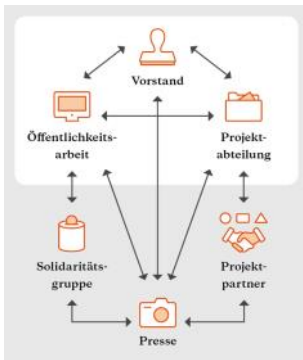 Vorstand
Öffentlichkeits-
arbeit
Projekt-
abteilung
Solidaritäts-
gruppe
Projekt-
partner
Presse